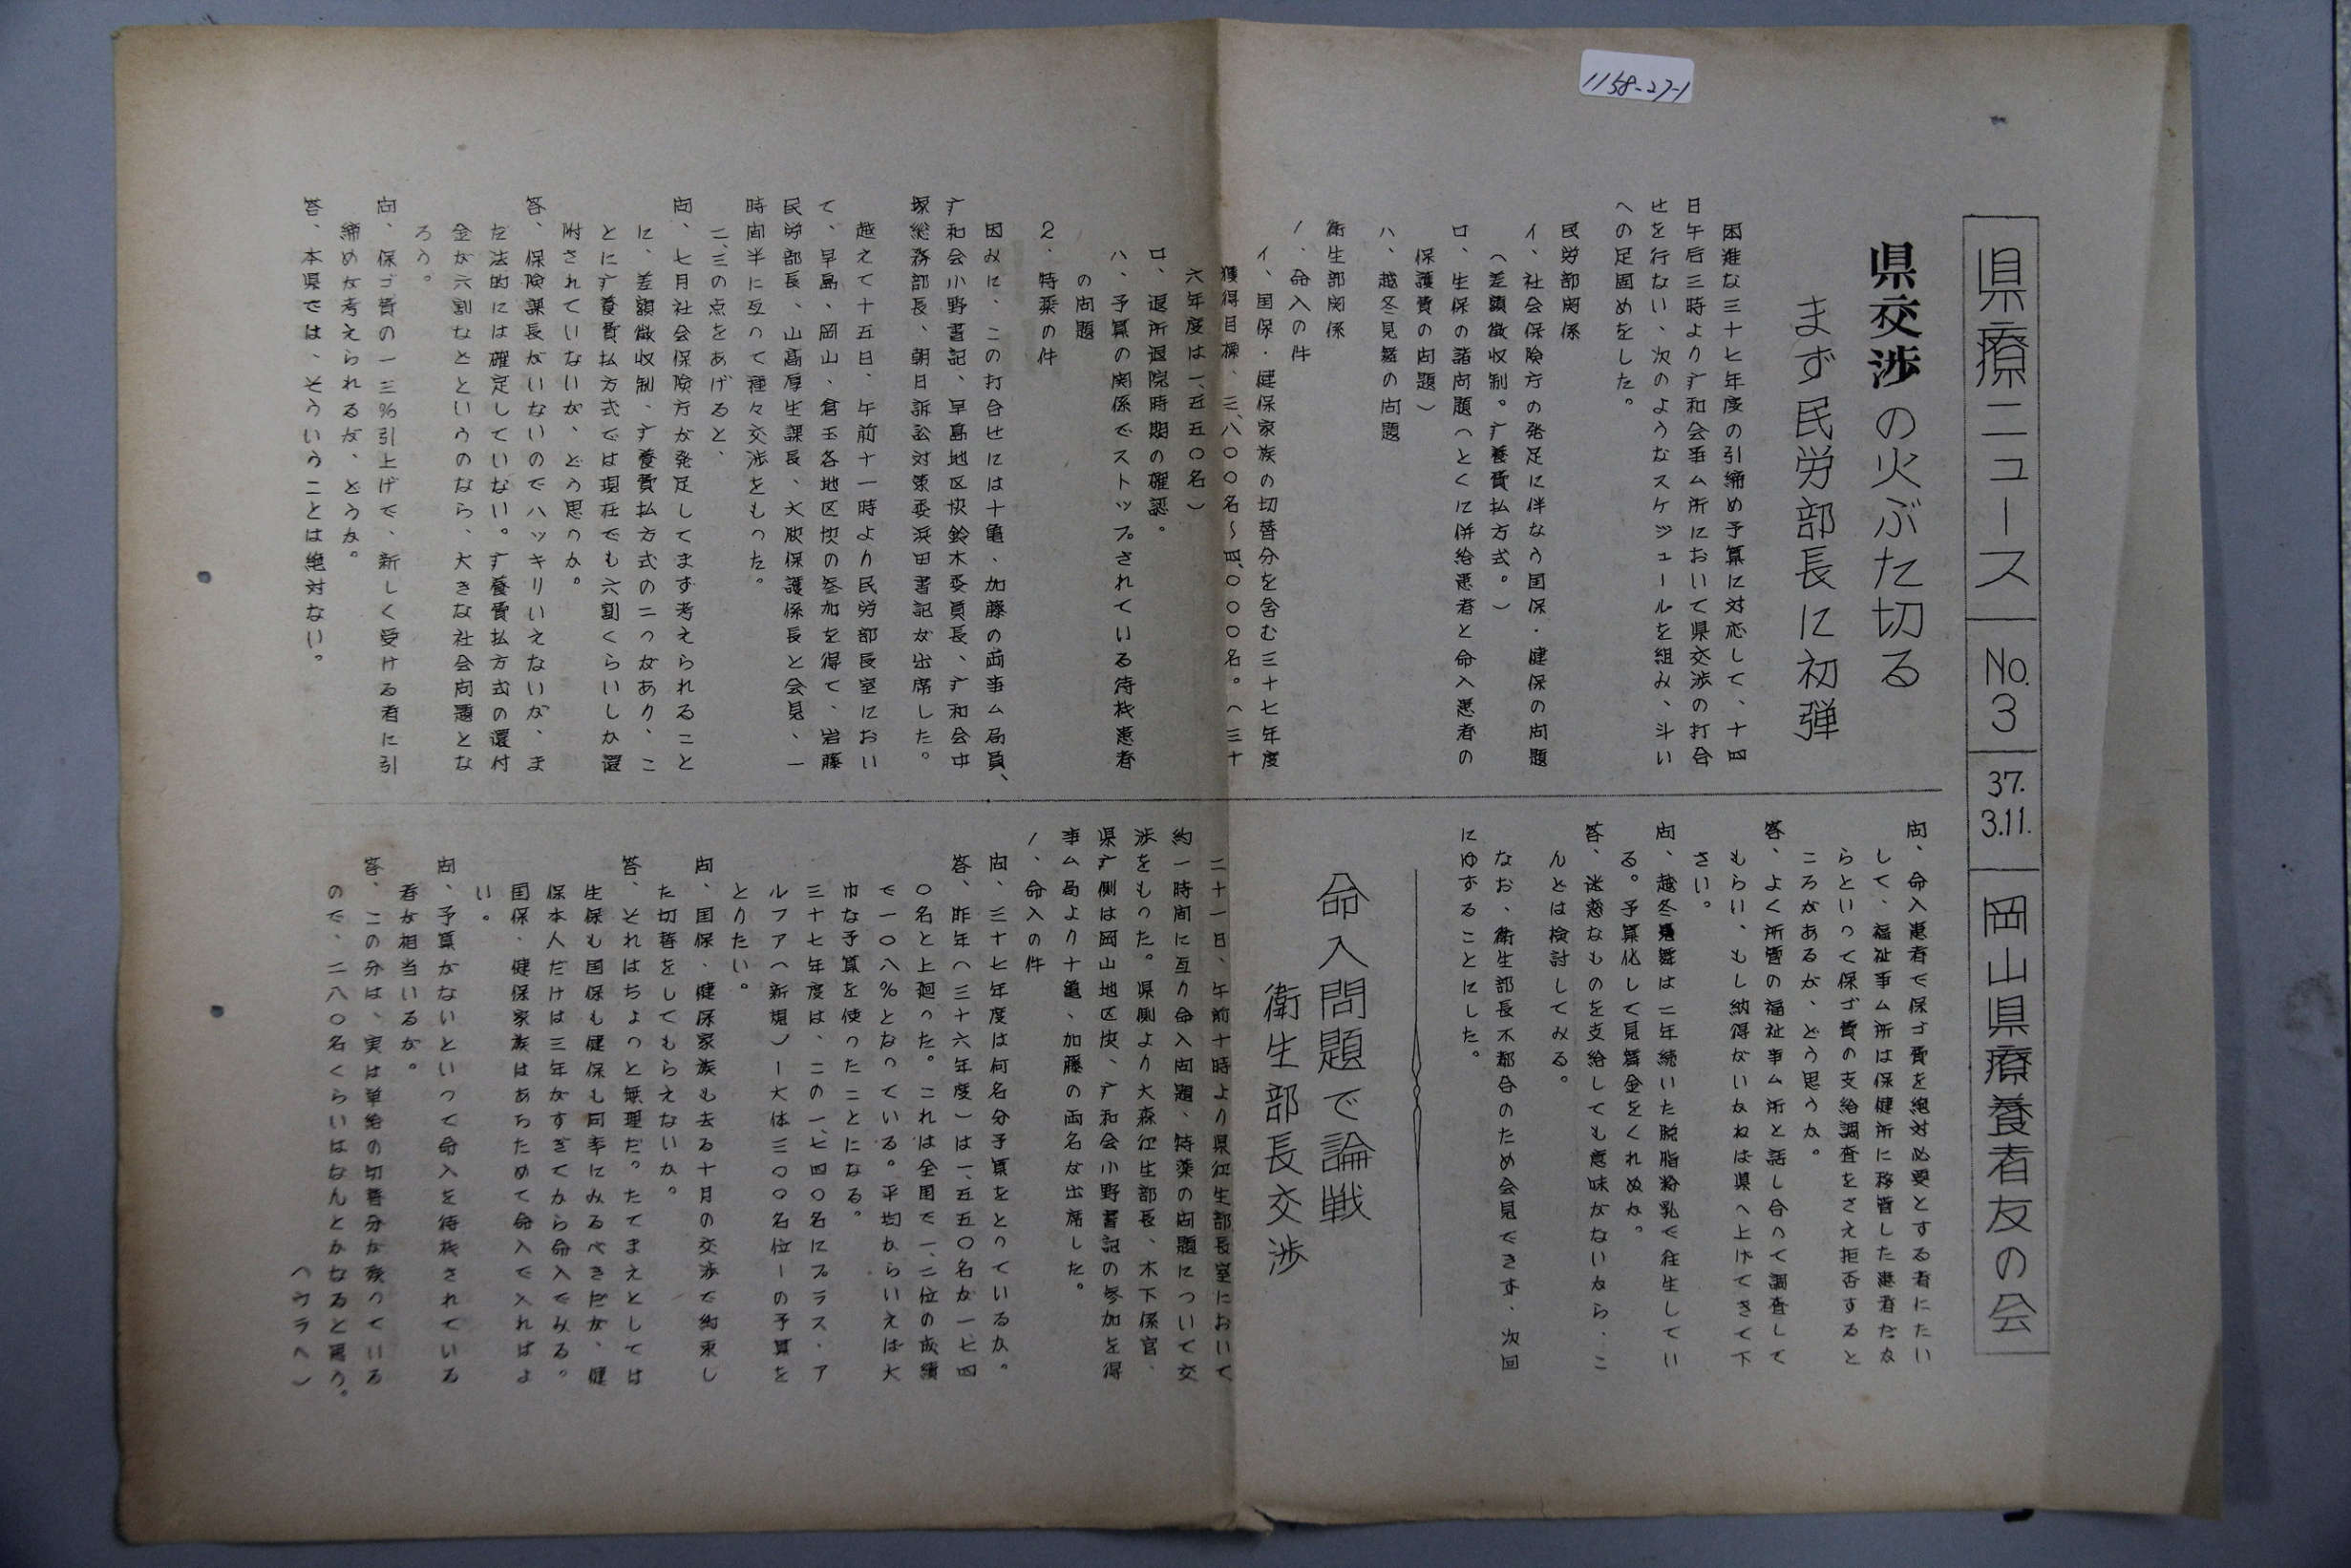 1158-27-1
県療ニュース
No.3
37.
3.11.
岡山県療養者友の会
県交渉の火ぶた切る
まず民労部長に初弾
困難な三十七年度の引締め予算に対応して、十四
日午后三時より疒和会事ム所において県交渉の打合
せを行ない、次のようなスケジュールを組み、斗い
への足固めをした。
民労部関係
イ、社会保険方の発足に伴なう国保・健保の向題
(差額徴収制。疒養費払方式。)
ロ、生保の諸向題(とくに併給患者と命入患者の
保護費の向題)
ハ、越冬見舞の向題
衛生部関係
1、命入の件
イ、国保・健保家族の切替分を含む三十七年度
獲得目標、三、八〇〇名～四、〇〇〇名。(三十
六年度は一、五五〇名)
ロ、退所退院時期の確認。
ハ、予算の関係でストップされている待机患者
の向題
2、特薬の件
因みに、この打合せには十亀、加藤の両事ム局員、
疒和会小野書記、早島地区快鈴木委員長、疒和会中
塚総務部長、朝日訴訟対策委浜田書記が出席した。
越えて十五日、午前十一時より民労部長室におい
て、早島、岡山、倉玉各地区快の参加を得て、岩藤
民労部長、山髙厚生課長、大成保護係長と会見、一
時間半に互って種々交渉をもった。
二、三の点をあげると、
向、七月社会保険方が発足してまず考えられること
に、差額徴収制、疒養費払方式の二つがあり、こ
とに疒養費払方式では現在でも六割くらいしか還
附されていないが、どう思うか。
答、保険課長がいないのでハッキリいえないが、ま
だ法的には確定していない。疒養費払方式の還付
金が六割などというのなら、大きな社会向題とな
ろう。
向、保ゴ費の一三%引上げで、新しく受ける者に引
締めが考えられるが、どうか。
答、本県では、そういうことは絶対ない。
向、命入患者で保ゴ費を絶対必要とする者にたい
して、福祉事ム所は保健所に移管した患者だか
らといって保ゴ費の支給調査をさえ拒否すると
ころがあるが、どう思うか。
答、よく所管の福祉事ム所と話し合って調査して
もらい、もし納得がいかねば県へ上げてきて下
さい。
向、越冬見舞は二年続いた脱脂粉乳で往生してい
る。予算化して見舞金をくれぬか。
答、迷惑なものを支給しても意味がないから、こ
んどは検討してみる。
なお、衛生部長不都合のため会見できず、次回
にゆずることにした。
命入問題で論戦
衛生部長交渉
二十一日、午前十時より県衛生部長室において
約一時間に互り命入向題、特薬の向題について交
渉をもった。県側より大森衛生部長、木下係官、
県疒側は岡山地区快、疒和会小野書記の参加を得
事ム局より十亀、加藤の両名が出席した。
1、命入の件
向、三十七年度は何名分予算をとっているか。
答、昨年(三十六年度)は一、五五〇名が一、七四
〇名と上廻った。これは全国で一、二位の成績
で一〇八%となっている。平均からいえば大
巾な予算を使ったことになる。
三十七年度は、この一、七四〇名にプラス・ア
ルファ(新規)ー大体三〇〇名位ーの予算を
とりたい。
向、国保、健保家族も去る十月の交渉で約束し
た切替をしてもらえないか。
答、それはちょっと無理だ。たてまえとしては
生保も国保も健保も同率にみるべきだが、健
保本人だけは三年がすぎてから命入でみる。
国保・健保家族はあらためて命入で入ればよ
い。
向、予算がないといって命入を待机されている
者が相当いるが。
答、この分は、実は単給の切替分が残っている
ので、二八〇名くらいはなんとかなると思う。
(ウラへ)